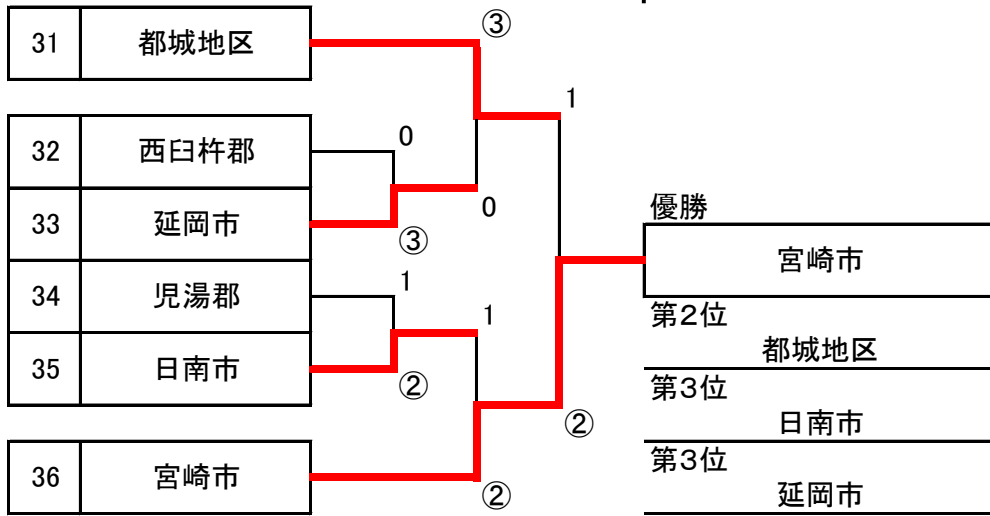 ③
31 都城地区
1
32 西臼杵郡
0
33 延岡市
0
③
優勝
宮崎市
34 児湯郡
1
1
第2位
都城地区
35 日南市
②
第3位
日南市
②
36 宮崎市
②
第3位
延岡市